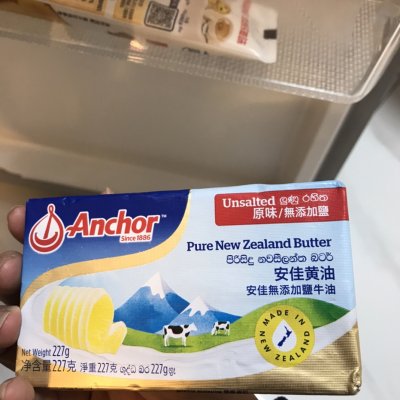 Anchor™
Since 1886
Unsalted ලුණු රහිත
原味/無添加鹽
Pure New Zealand Butter
පිරිසිදු නවසීලන්ත බටර්
安佳黄油
安佳無添加鹽牛油
MADE IN
NEW ZEALAND
Net Weight 227g
净含量227克 淨重227克 ශුද්ධ බර 227g